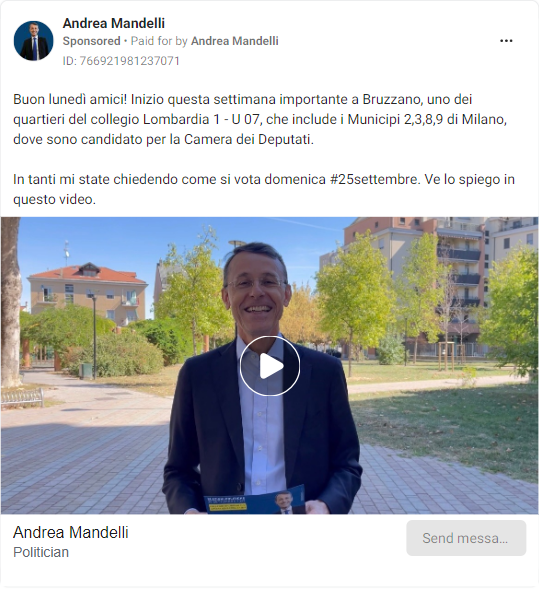 Andrea Mandelli
Sponsored • Paid for by Andrea Mandelli
ID: 766921981237071
Buon lunedì amici! Inizio questa settimana importante a Bruzzano, uno dei
quartieri del collegio Lombardia 1 - U 07, che include i Municipi 2,3,8,9 di Milano,
dove sono candidato per la Camera dei Deputati.
In tanti mi state chiedendo come si vota domenica #25settembre. Ve lo spiego in
questo video.
Andrea Mandelli
Politician
Send messa...